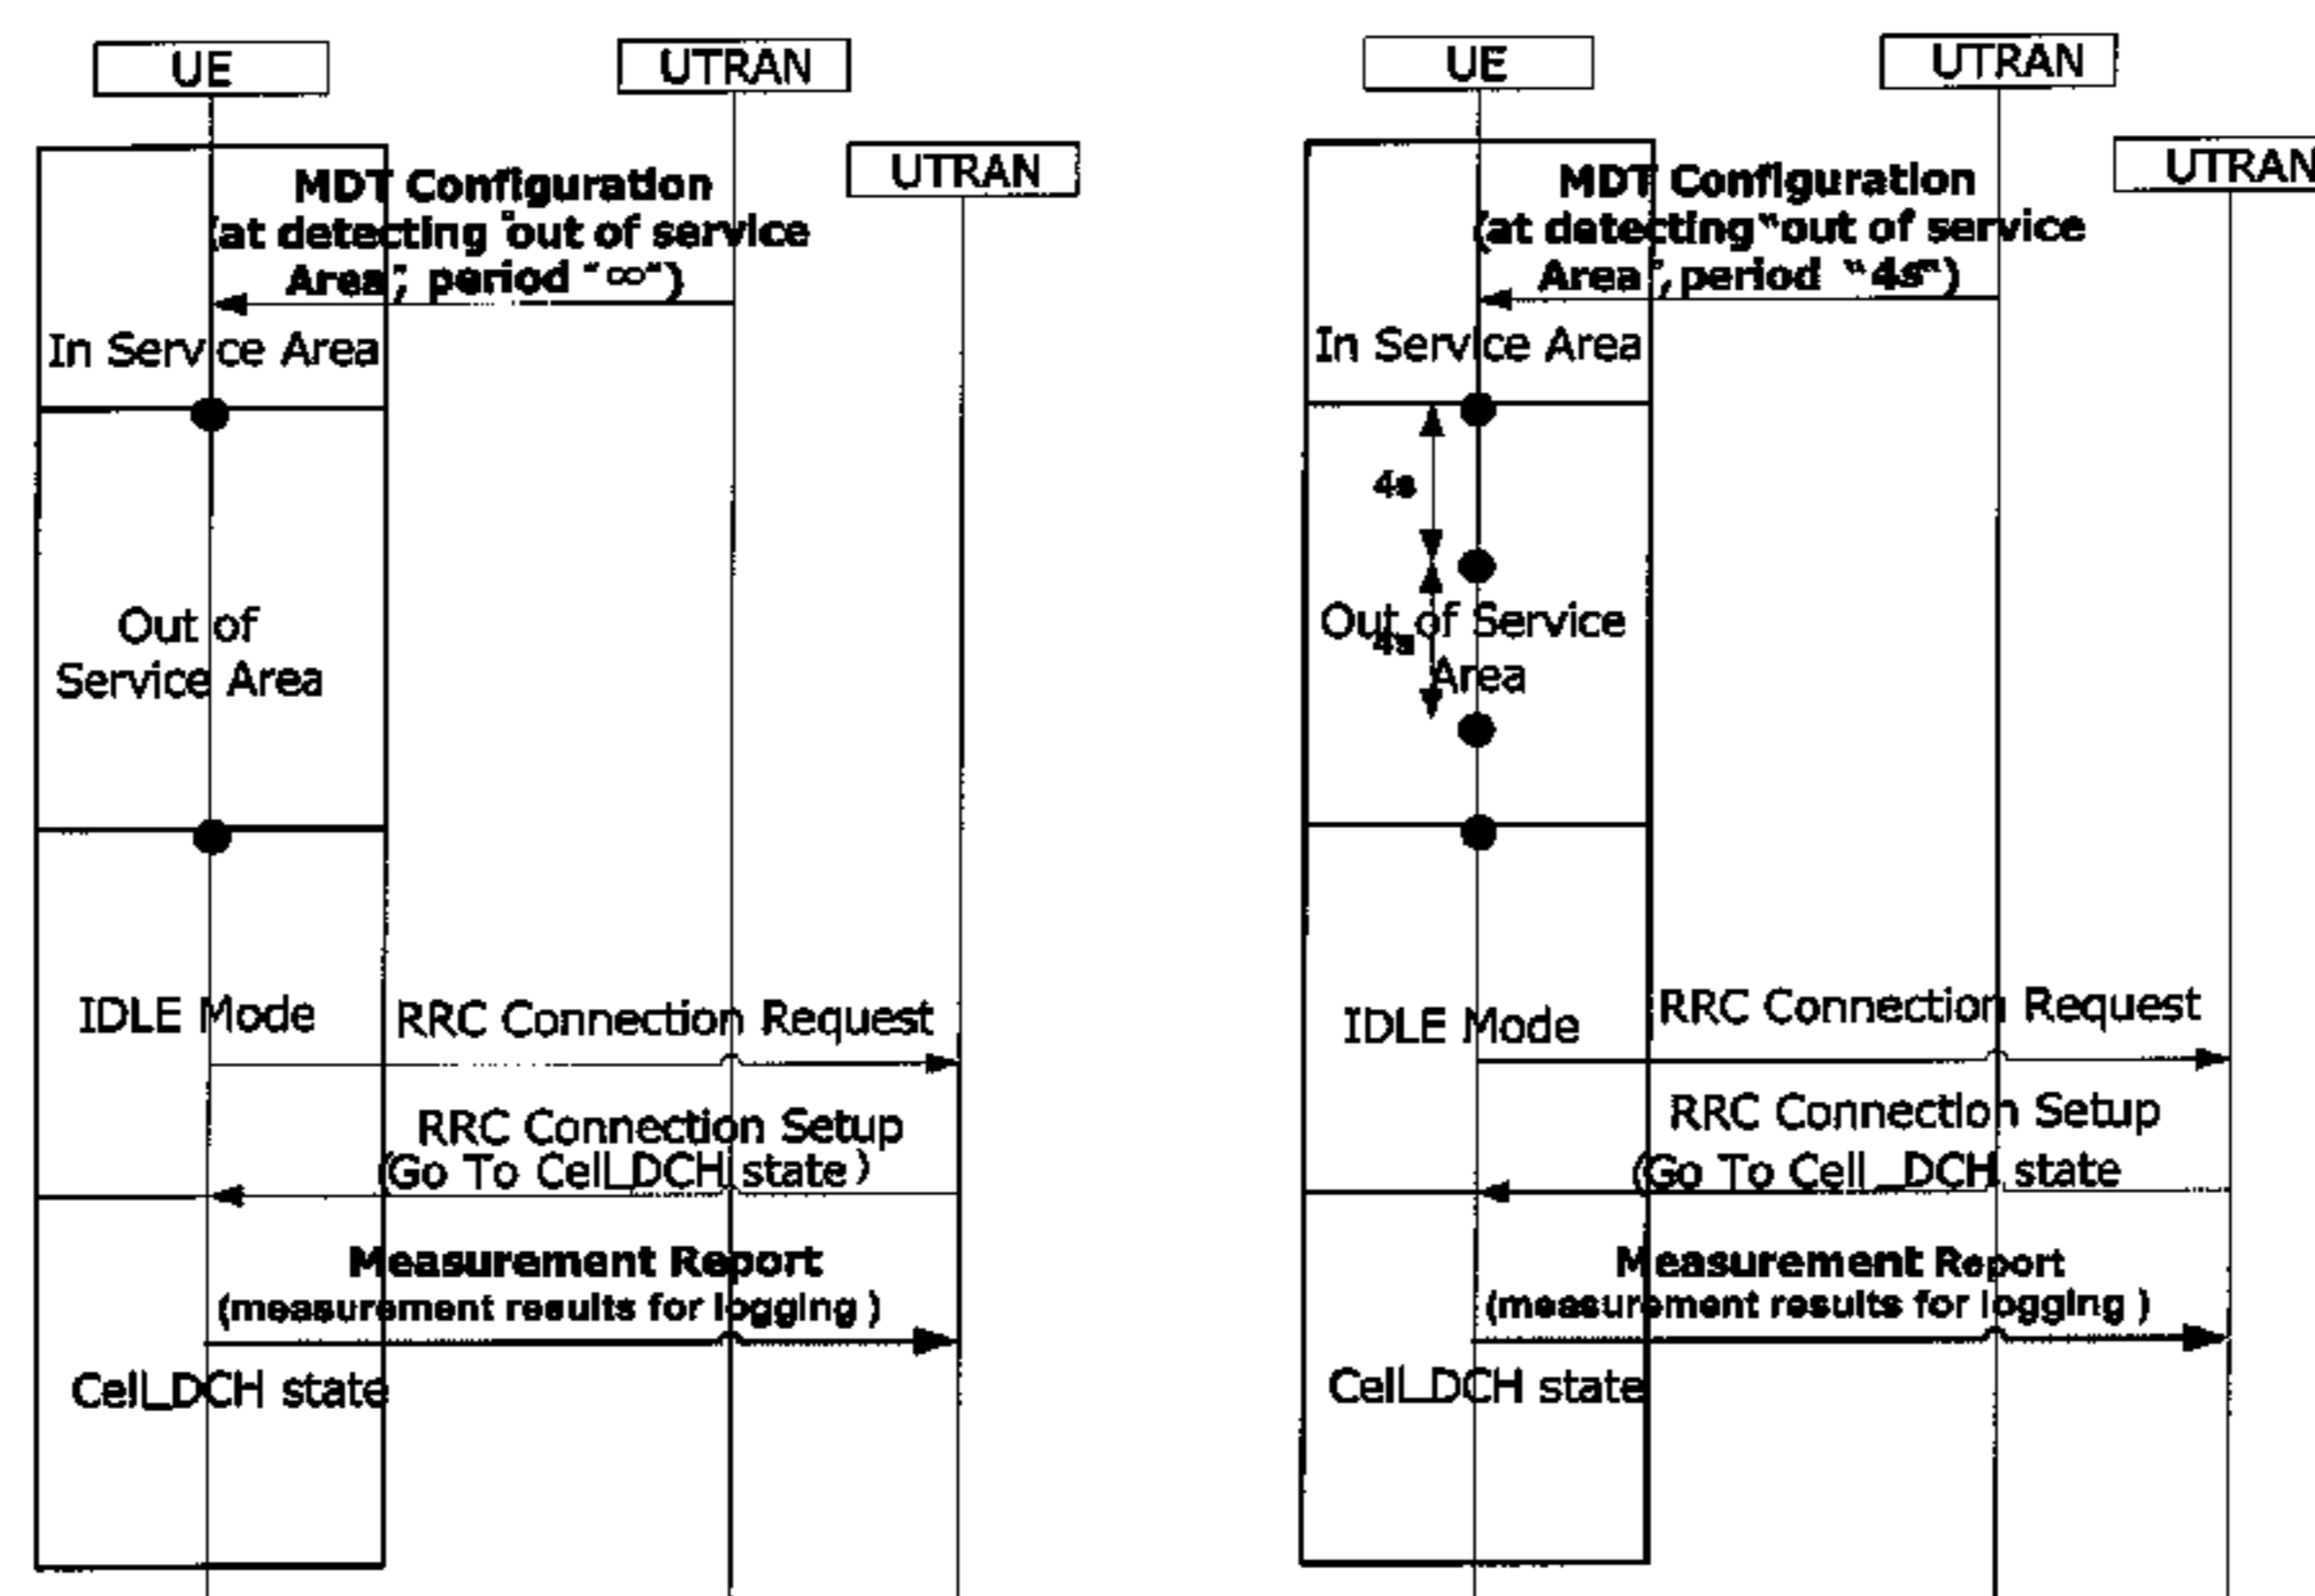 UE
UTRAN
UTRAN
MDT Configuration
(at detecting "out of service
Area", period "∞")
In Service Area
Out of
Service Area
IDLE Mode
RRC Connection Request
RRC Connection Setup
(Go To Cell_DCH state)
Measurement Report
(measurement results for logging )
Cell_DCH state
UE
UTRAN
UTRAN
MDT Configuration
(at detecting "out of service
Area", period "4s")
In Service Area
4s
Out of Service
4s
Area
IDLE Mode
RRC Connection Request
RRC Connection Setup
(Go To Cell_DCH state
Measurement Report
(measurement results for logging )
Cell_DCH state